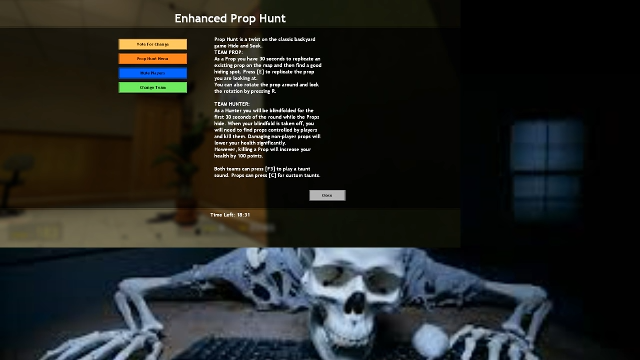 Enhanced Prop Hunt
Vote For Change
Prop Hunt Menu
Mute Players
Change Team
Prop Hunt is a twist on the classic backyard
game Hide and Seek.
TEAM PROP:
As a Prop you have 30 seconds to replicate an
existing prop on the map and then find a good
hiding spot. Press [E] to replicate the prop
you are looking at.
You can also rotate the prop around and lock
the rotation by pressing R.
TEAM HUNTER:
As a Hunter you will be blindfolded for the
first 30 seconds of the round while the Props
hide. When your blindfold is taken off, you
will need to find props controlled by players
and kill them. Damaging non-player props will
lower your health significantly.
However, killing a Prop will increase your
health by 100 points.
Both teams can press [F3] to play a taunt
sound. Props can press [C] for custom taunts.
Close
Time Left: 18:31